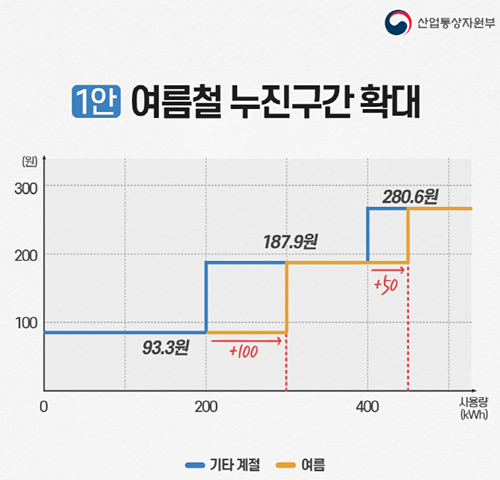 산업통상자원부
1안 여름철 누진구간 확대
(원)
300
280.6원
187.9원
200
+50
100
93.3원
+100
0
200
400
사용량
(kWh)
기타 계절
여름